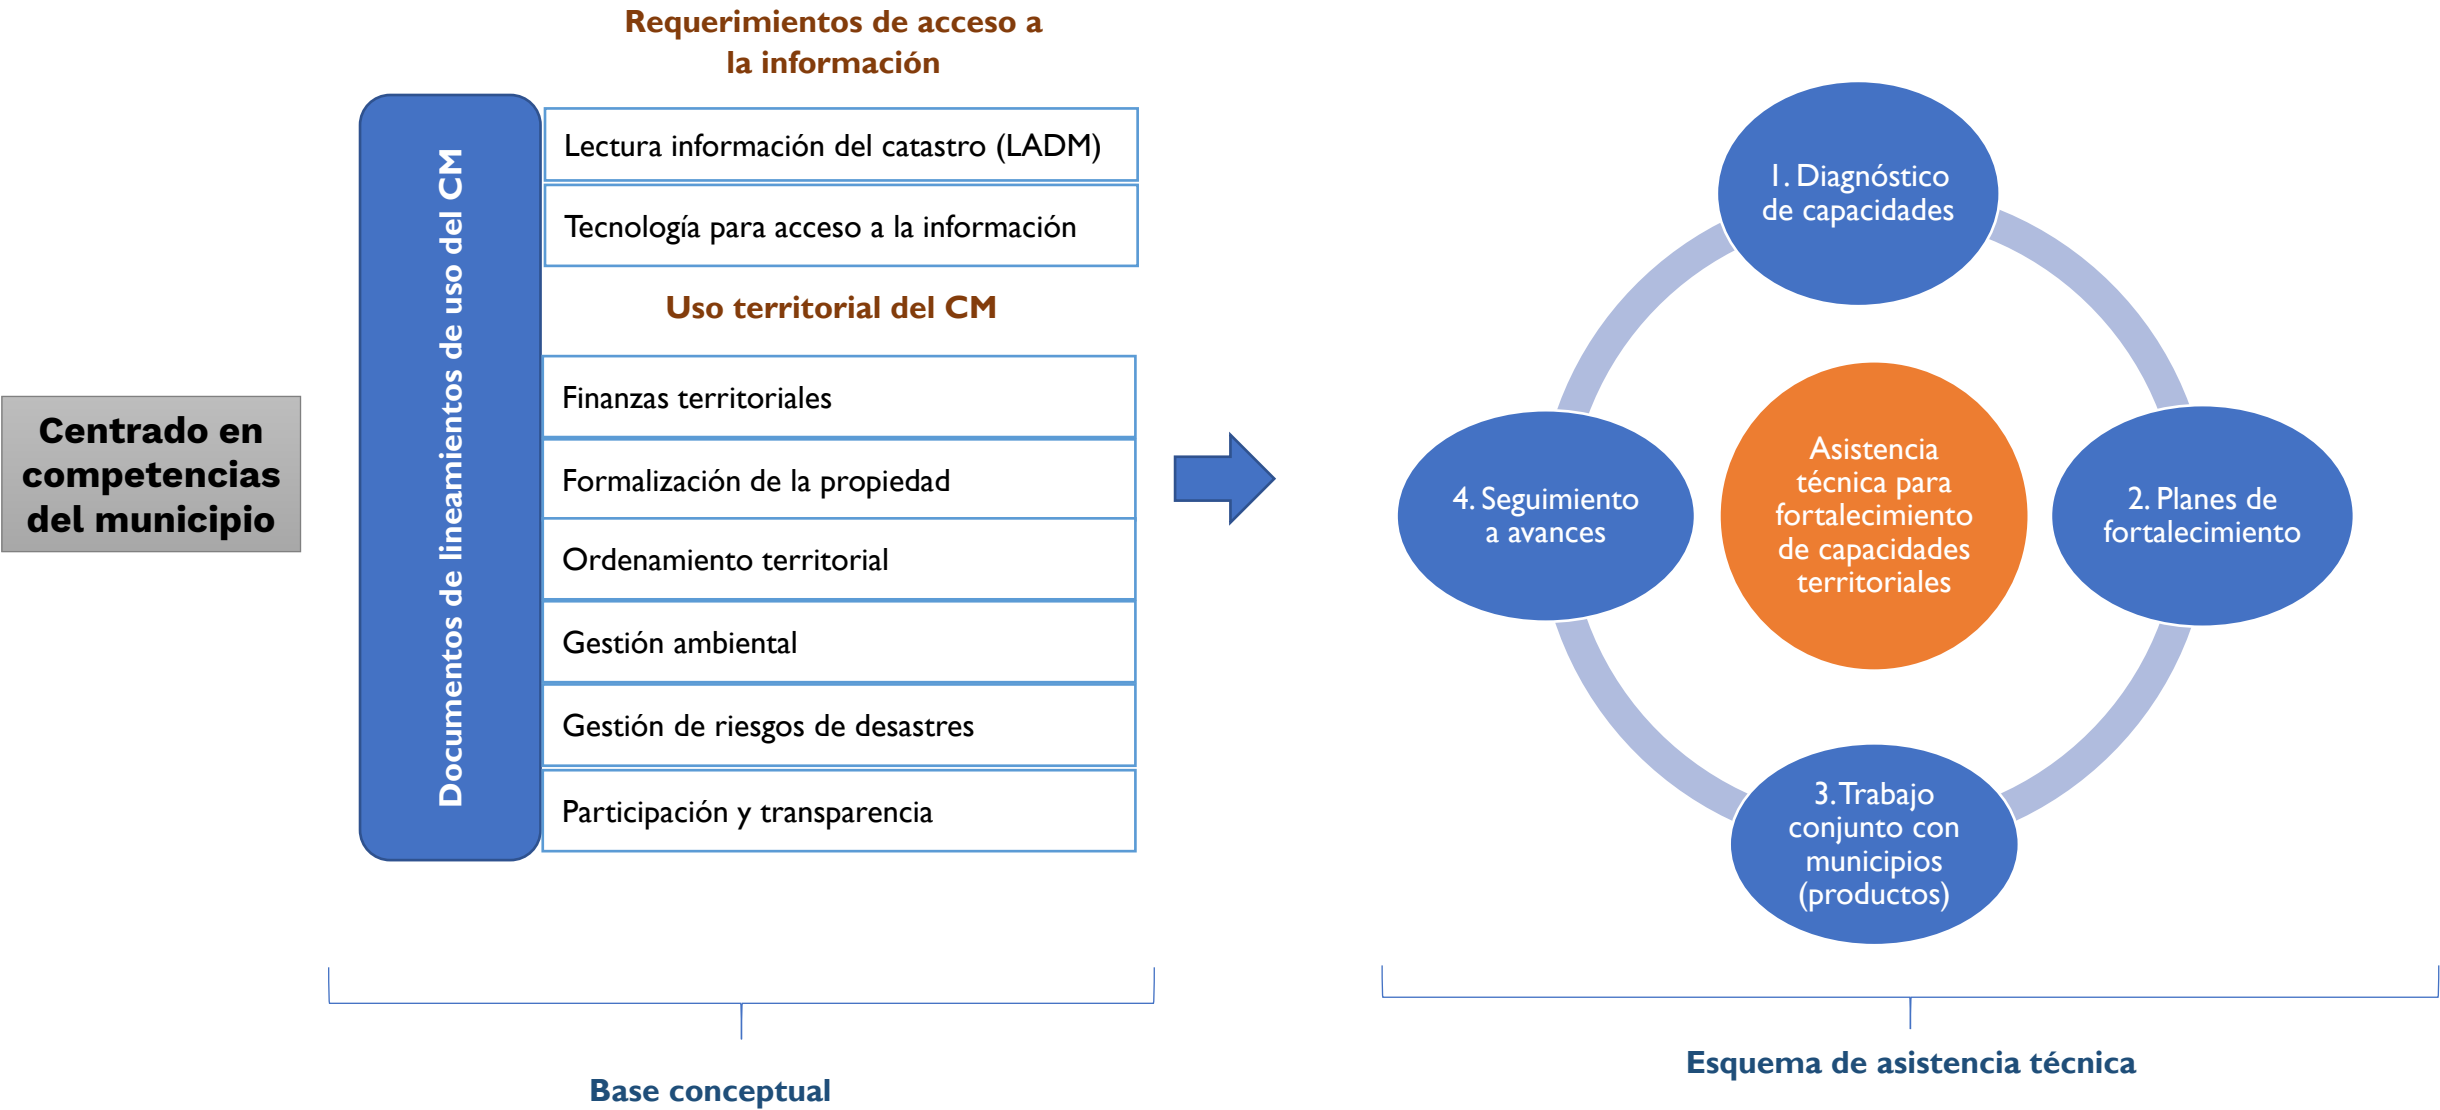 Centrado en
competencias
del municipio
Documentos de lineamientos de uso del CM
Requerimientos de acceso a
la información
Lectura información del catastro (LADM)
Tecnología para acceso a la información
Uso territorial del CM
Finanzas territoriales
Formalización de la propiedad
Ordenamiento territorial
Gestión ambiental
Gestión de riesgos de desastres
Participación y transparencia
Base conceptual
1. Diagnóstico
de capacidades
2. Planes de
fortalecimiento
3. Trabajo
conjunto con
municipios
(productos)
4. Seguimiento
a avances
Asistencia
técnica para
fortalecimiento
de capacidades
territoriales
Esquema de asistencia técnica